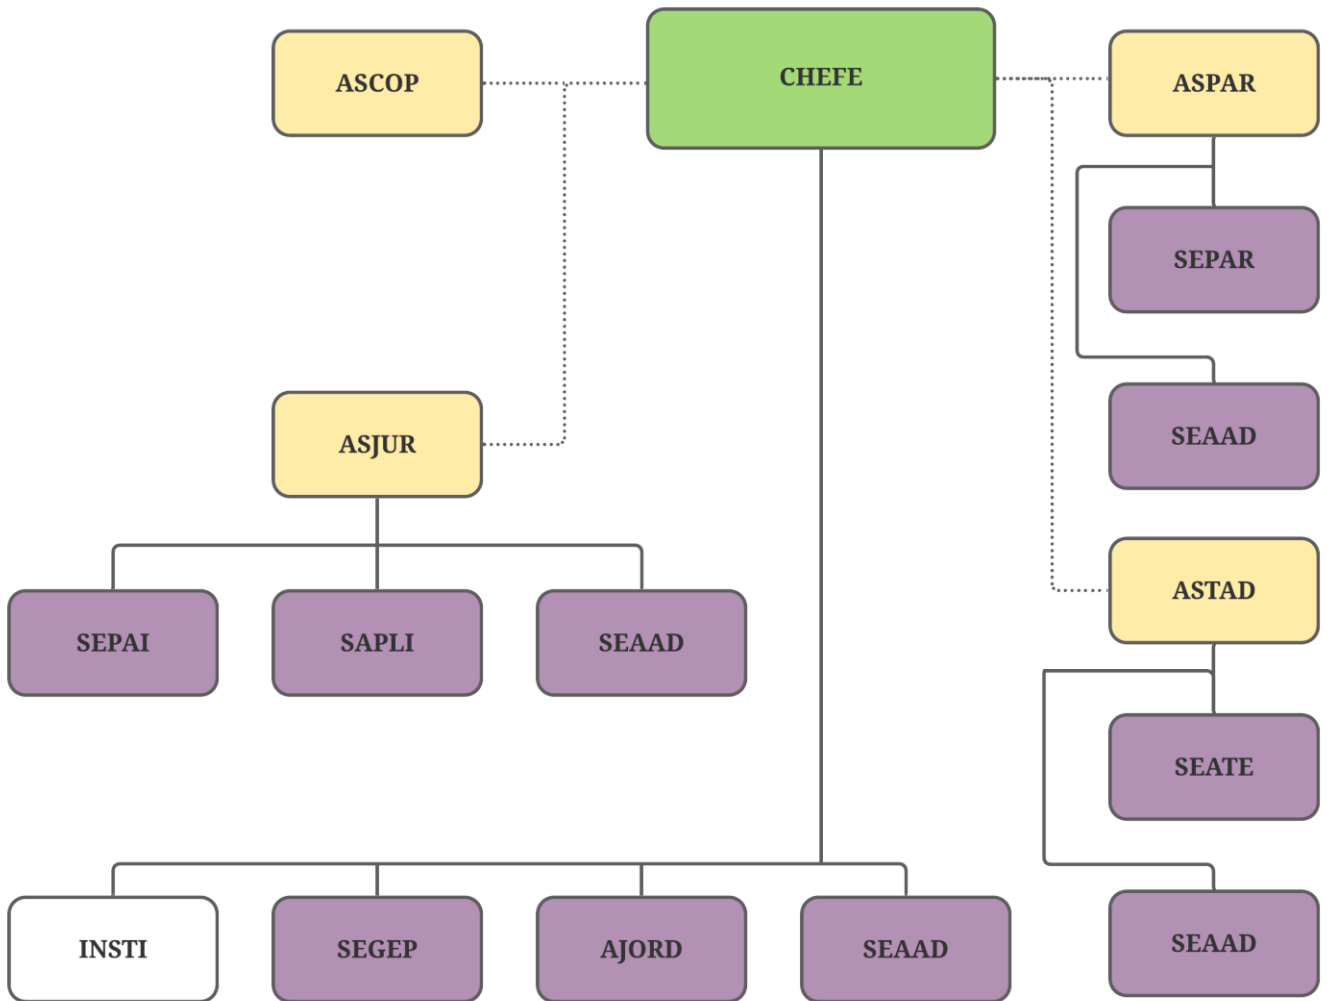 ASCOP
CHEFE
ASPAR
SEPAR
SEAAD
ASJUR
ASTAD
SEPAI
SAPLI
SEAAD
SEATE
INSTI
SEGEP
AJORD
SEAAD
SEAAD